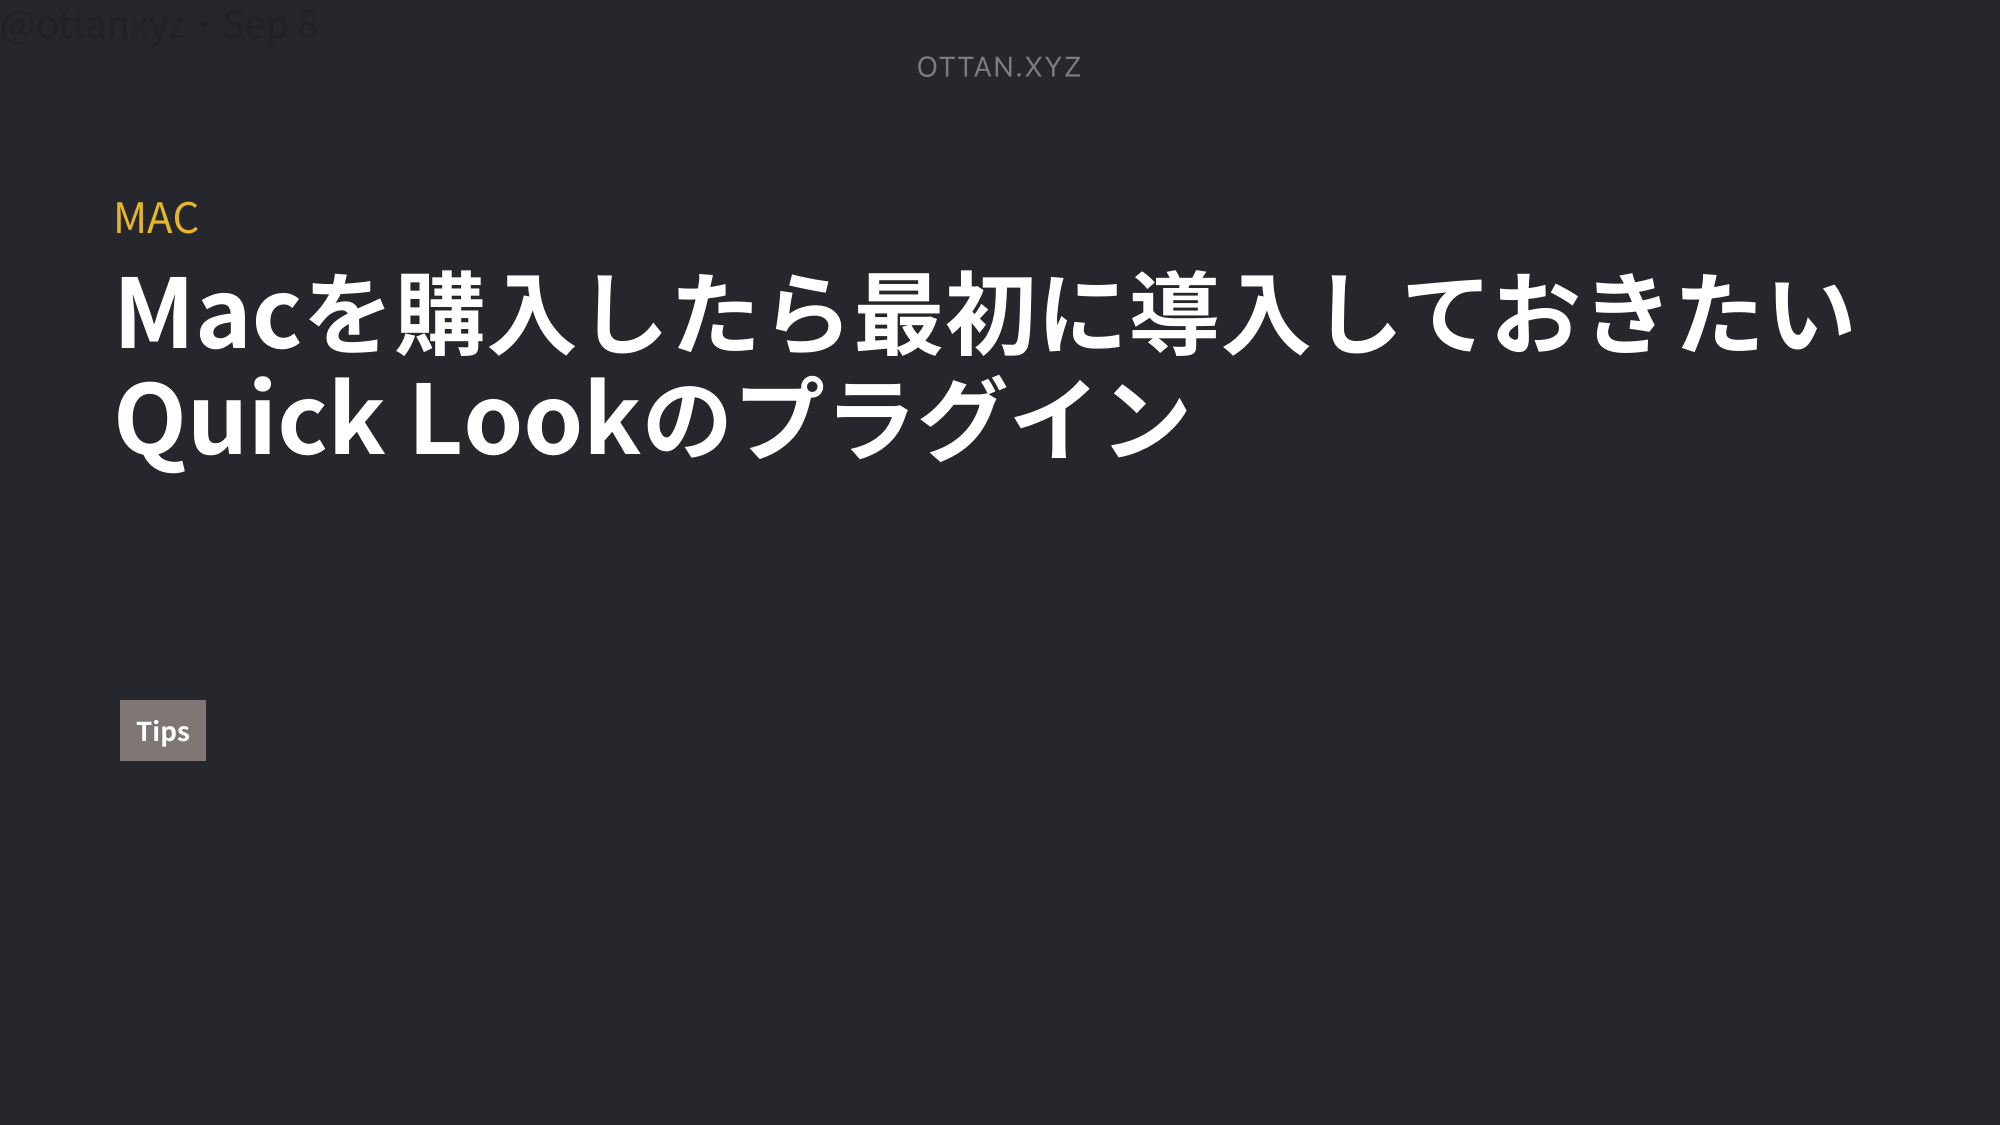 @ottanxyz・Sep 8
OTTAN.XYZ
MAC
Macを購入したら最初に導入しておきたい
Quick Lookのプラグイン
Tips